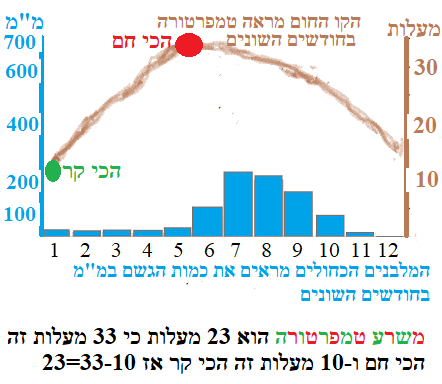 הקו החום מראה טמפרטורה
בחודשים השונים
מ"מ
700
600
400
200
100
מעלות
30
20
10
הכי חם
הכי קר
1 2 3 4 5 6 7 8 9 10 11 12
המלבנים הכחולים מראים את כמות הגשם במ"מ
בחודשים השונים
משרע טמפרטורה הוא 23 מעלות כי 33 מעלות זה
הכי חם ו-10 מעלות זה הכי קר אז 23=33-10